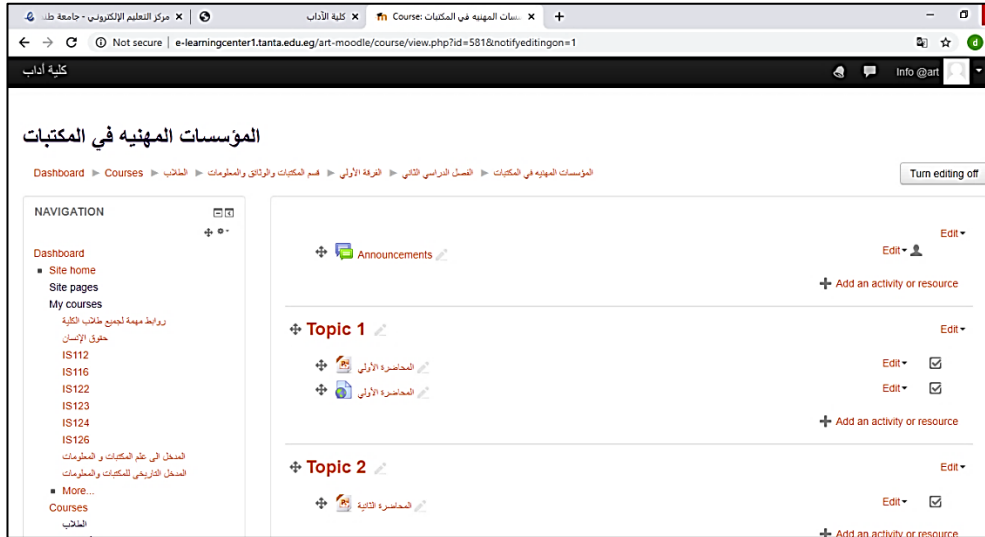 مركز التعليم الإلكتروني - جامعة طن
كلية الآداب
Course: المؤسسات المهنيه في المكتبات
Not secure | e-learningcenter1.tanta.edu.eg/art-moodle/course/view.php?id=581&notifyeditingon=1
d
كلية أداب
Info @art
المؤسسات المهنيه في المكتبات
Dashboard ► Courses ► الطلاب ► قسم المكتبات والوثائق والمعلومات ► الفرقة الأولي ► الفصل الدراسي الثاني ► المؤسسات المهنيه في المكتبات
Turn editing off
NAVIGATION
Dashboard
Site home
Site pages
My courses
روابط مهمة لجميع طلاب الكلية
حقوق الإنسان
IS112
IS116
IS122
IS123
IS124
IS126
المدخل الى علم المكتبات و المعلومات
المدخل التاريخى للمكتبات والمعلومات
More...
Courses
الطلاب
Edit
Announcements
Edit
Add an activity or resource
Topic 1
Edit
المحاضرة الأولي
Edit
المحاضرة الأولي
Edit
Add an activity or resource
Topic 2
Edit
المحاضرة الثانية
Edit
Add an activity or resource